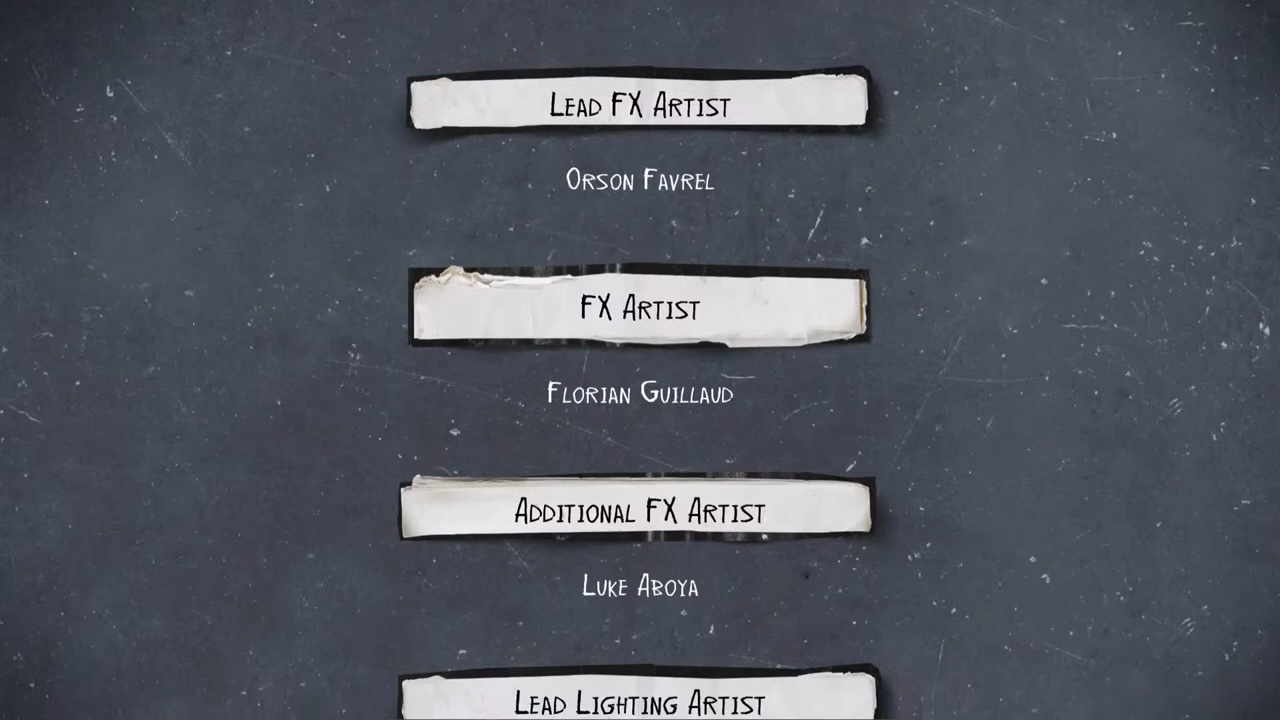 Lead FX Artist
Orson Favrel
FX Artist
Florian Guillaud
Additional FX Artist
Luke Aboya
Lead Lighting Artist